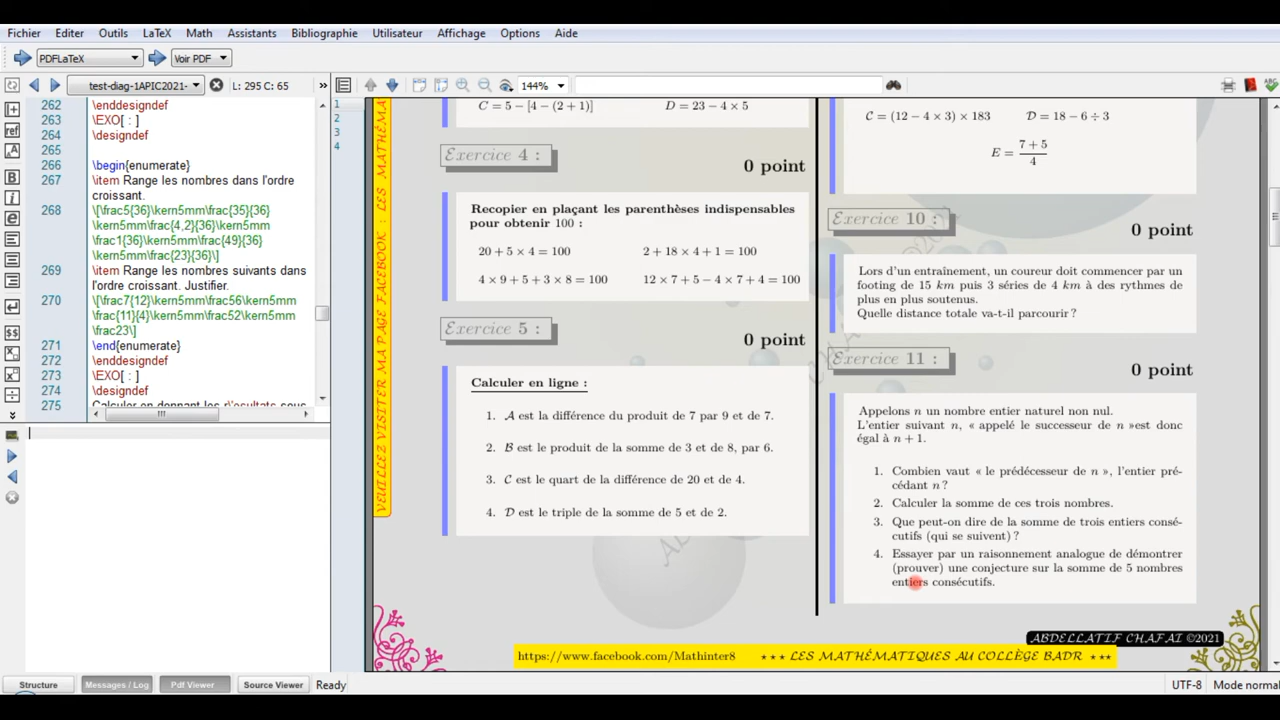 Fichier Editer Outils LaTeX Math Assistants Bibliographie Utilisateur Affichage Options Aide
PDFLaTeX Voir PDF
test-diag-1APIC2021- L: 295 C: 65 » 144%
262 \enddesigndef
263 \EXO[ : ]
264 \designdef
265
266 \begin{enumerate}
267 \item Range les nombres dans l'ordre
croissant.
268 \[\frac5{36}\kern5mm\frac{35}{36}
\kern5mm\frac{4,2}{36}\kern5mm
\frac1{36}\kern5mm\frac{49}{36}
\kern5mm\frac{23}{36}\]
269 \item Range les nombres suivants dans
l'ordre croissant. Justifier.
270 \[\frac7{12}\kern5mm\frac56\kern5mm
\frac{11}{4}\kern5mm\frac52\kern5mm
\frac23\]
271 \end{enumerate}
272 \enddesigndef
273 \EXO[ : ]
274 \designdef
275 Calculer en donnant les r\'esultats sous
1
2
3
4
VEUILLEZ VISITER MA PAGE FACEBOOK : LES MATHÉMA
C = 5 − [4 − (2 + 1)] D = 23 − 4 × 5
Exercice 4 :
0 point
Recopier en plaçant les parenthèses indispensables
pour obtenir 100 :
20 + 5 × 4 = 100 2 + 18 × 4 + 1 = 100
4 × 9 + 5 + 3 × 8 = 100 12 × 7 + 5 − 4 × 7 + 4 = 100
Exercice 5 :
0 point
Calculer en ligne :
1. A est la différence du produit de 7 par 9 et de 7.
2. B est le produit de la somme de 3 et de 8, par 6.
3. C est le quart de la différence de 20 et de 4.
4. D est le triple de la somme de 5 et de 2.
C = (12 − 4 × 3) × 183 D = 18 − 6 ÷ 3
E = \frac{7 + 5}{4}
Exercice 10 :
0 point
Lors d'un entraînement, un coureur doit commencer par un
footing de 15 km puis 3 séries de 4 km à des rythmes de
plus en plus soutenus.
Quelle distance totale va-t-il parcourir ?
Exercice 11 :
0 point
Appelons n un nombre entier naturel non nul.
L'entier suivant n, « appelé le successeur de n »est donc
égal à n + 1.
1. Combien vaut « le prédécesseur de n », l'entier pré-
cédant n ?
2. Calculer la somme de ces trois nombres.
3. Que peut-on dire de la somme de trois entiers consé-
cutifs (qui se suivent) ?
4. Essayer par un raisonnement analogue de démontrer
(prouver) une conjecture sur la somme de 5 nombres
entiers consécutifs.
ABDELLATIF CHAFAI ©2021
https://www.facebook.com/Mathinter8 ⋆⋆⋆ LES MATHÉMATIQUES AU COLLÈGE BADR ⋆⋆⋆
Structure Messages / Log Pdf Viewer Source Viewer Ready UTF-8 Mode normal